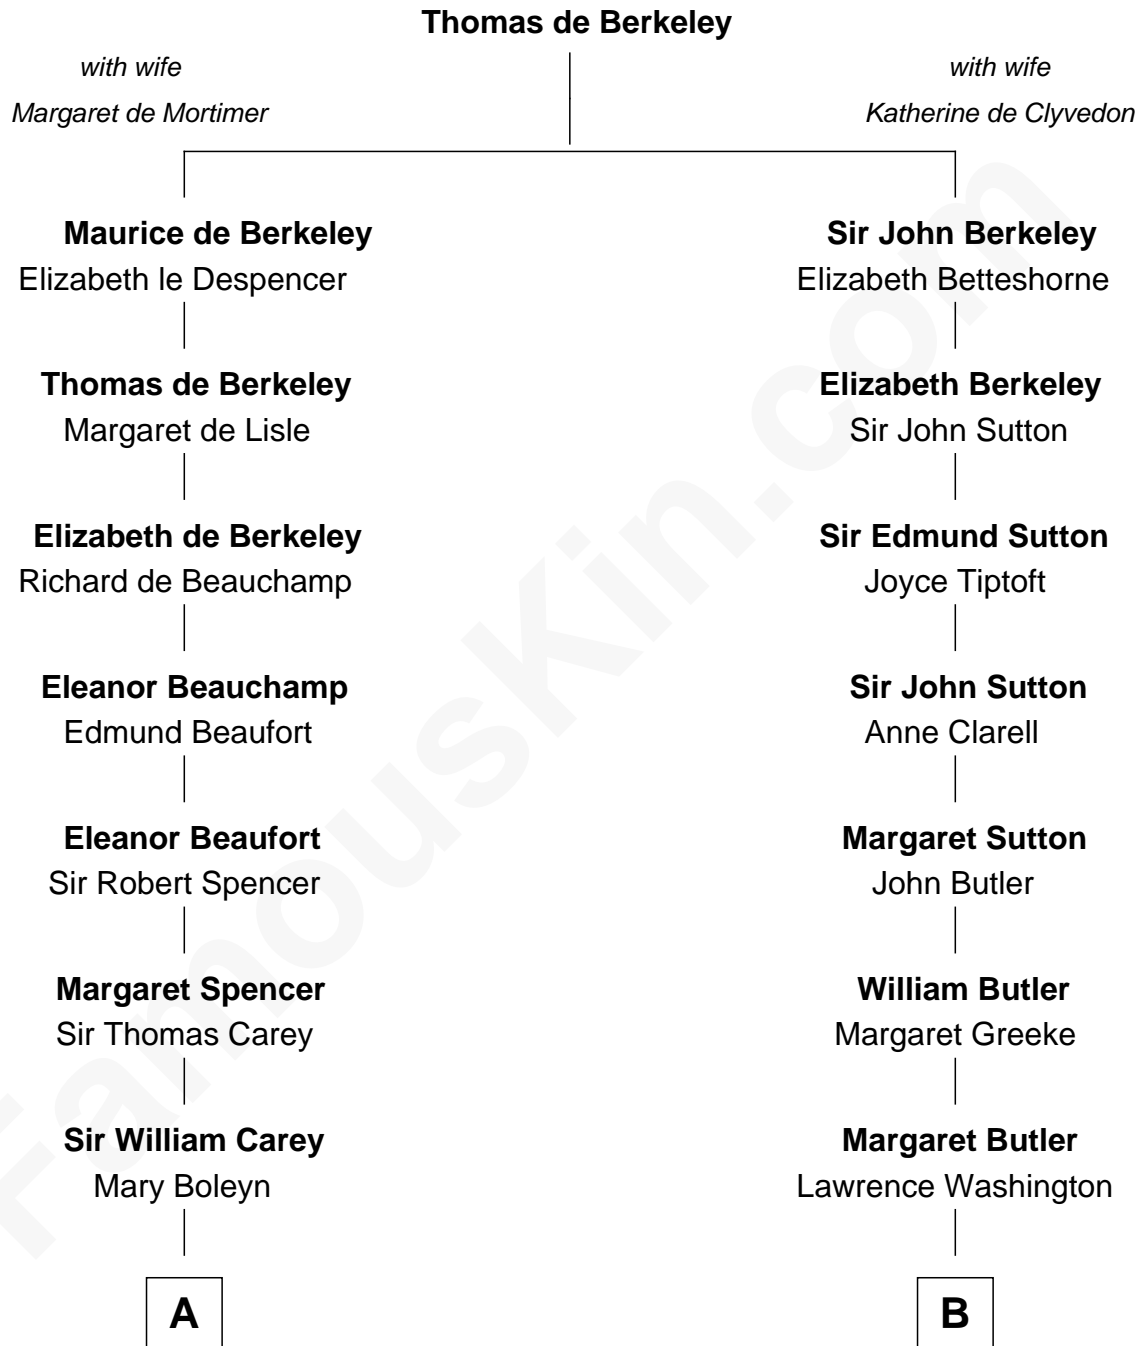 Thomas de Berkeley
with wife
Margaret de Mortimer
with wife
Katherine de Clyvedon
Maurice de Berkeley
Elizabeth le Despencer
Sir John Berkeley
Elizabeth Betteshorne
Thomas de Berkeley
Margaret de Lisle
Elizabeth Berkeley
Sir John Sutton
Elizabeth de Berkeley
Richard de Beauchamp
Sir Edmund Sutton
Joyce Tiptoft
Eleanor Beauchamp
Edmund Beaufort
Sir John Sutton
Anne Clarell
Eleanor Beaufort
Sir Robert Spencer
Margaret Sutton
John Butler
Margaret Spencer
Sir Thomas Carey
William Butler
Margaret Greeke
Sir William Carey
Mary Boleyn
Margaret Butler
Lawrence Washington
A
B
FamousKin.com